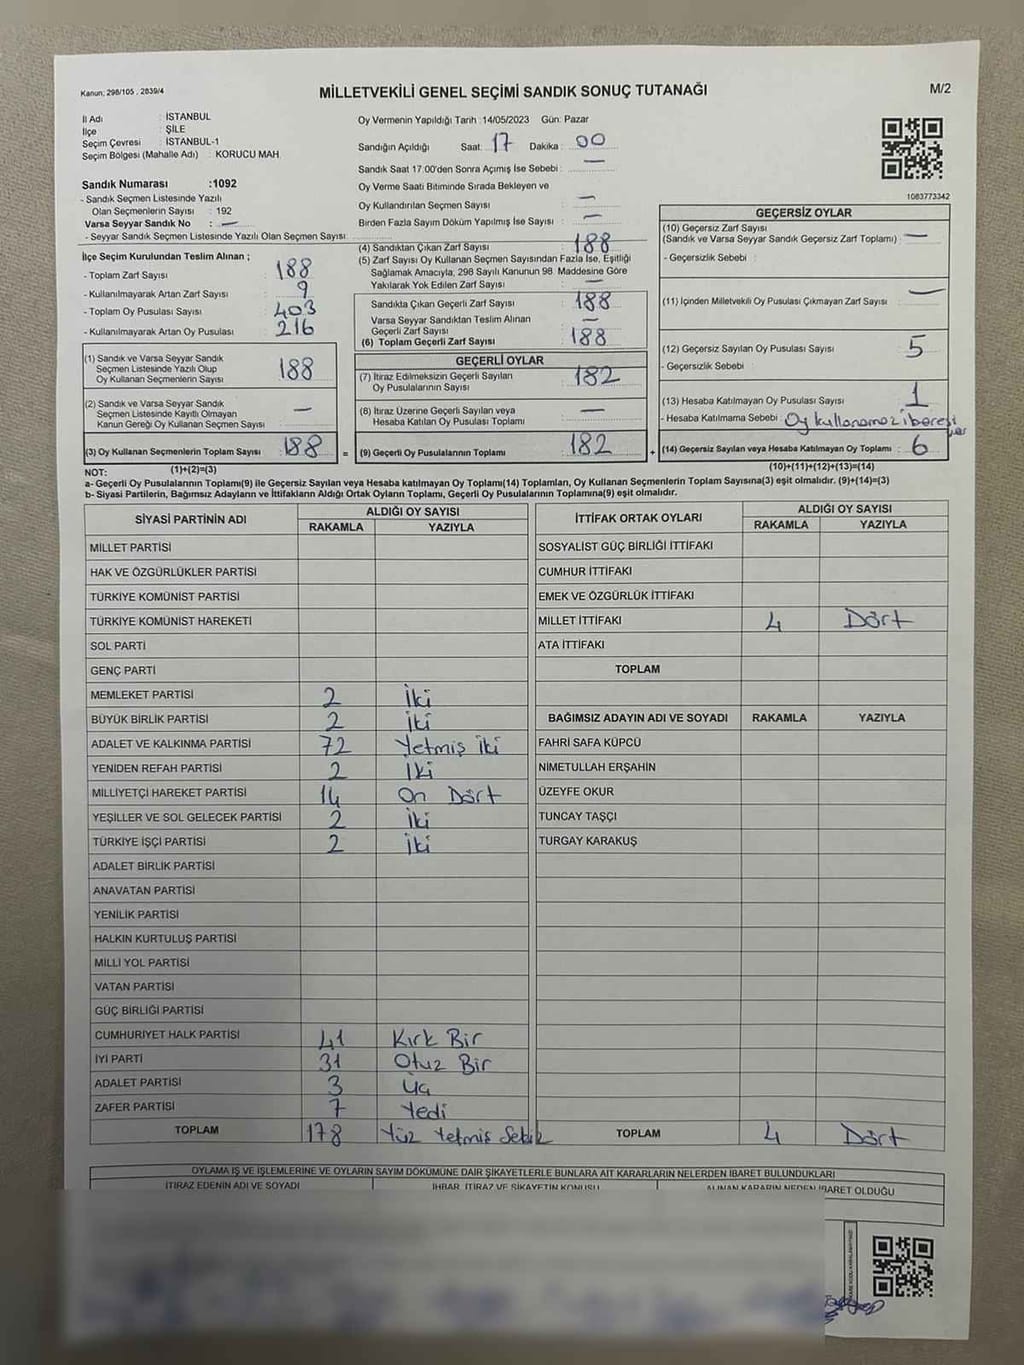 Kanun: 298/105 , 2839/4
MİLLETVEKİLİ GENEL SEÇİMİ SANDIK SONUÇ TUTANAĞI
M/2
İl Adı : İSTANBUL
İlçe : ŞİLE
Seçim Çevresi : İSTANBUL-1
Seçim Bölgesi (Mahalle Adı) : KORUCU MAH
Sandık Numarası :1092
- Sandık Seçmen Listesinde Yazılı
Olan Seçmenlerin Sayısı : 192
Varsa Seyyar Sandık No : —
- Seyyar Sandık Seçmen Listesinde Yazılı Olan Seçmen Sayısı :
İlçe Seçim Kurulundan Teslim Alınan ;
- Toplam Zarf Sayısı : 188
- Kullanılmayarak Artan Zarf Sayısı : 9
- Toplam Oy Pusulası Sayısı : 403
- Kullanılmayarak Artan Oy Pusulası : 216
(1) Sandık ve Varsa Seyyar Sandık
Seçmen Listesinde Yazılı Olup
Oy Kullanan Seçmenlerin Sayısı : 188
(2) Sandık ve Varsa Seyyar Sandık
Seçmen Listesinde Kayıtlı Olmayan
Kanun Gereği Oy Kullanan Seçmen Sayısı : —
(3) Oy Kullanan Seçmenlerin Toplam Sayısı : 188 =
Oy Vermenin Yapıldığı Tarih :14/05/2023 Gün: Pazar
Sandığın Açıldığı Saat: 17 Dakika : 00
Sandık Saat 17.00'den Sonra Açılmış İse Sebebi : —
Oy Verme Saati Bitiminde Sırada Bekleyen ve
Oy Kullandırılan Seçmen Sayısı : —
Birden Fazla Sayım Döküm Yapılmış İse Sayısı : —
(4) Sandıktan Çıkan Zarf Sayısı : 188
(5) Zarf Sayısı Oy Kullanan Seçmen Sayısından Fazla İse, Eşitliği
Sağlamak Amacıyla, 298 Sayılı Kanunun 98. Maddesine Göre
Yakılarak Yok Edilen Zarf Sayısı : —
Sandıkta Çıkan Geçerli Zarf Sayısı : 188
Varsa Seyyar Sandıktan Teslim Alınan
Geçerli Zarf Sayısı : —
(6) Toplam Geçerli Zarf Sayısı : 188
GEÇERLİ OYLAR
(7) İtiraz Edilmeksizin Geçerli Sayılan
Oy Pusulalarının Sayısı : 182
(8) İtiraz Üzerine Geçerli Sayılan veya
Hesaba Katılan Oy Pusulası Toplamı : —
(9) Geçerli Oy Pusulalarının Toplamı : 182 +
1083773342
GEÇERSİZ OYLAR
(10) Geçersiz Zarf Sayısı
(Sandık ve Varsa Seyyar Sandık Geçersiz Zarf Toplamı) : —
- Geçersizlik Sebebi :
(11) İçinden Milletvekili Oy Pusulası Çıkmayan Zarf Sayısı : —
(12) Geçersiz Sayılan Oy Pusulası Sayısı : 5
- Geçersizlik Sebebi :
(13) Hesaba Katılmayan Oy Pusulası Sayısı : 1
- Hesaba Katılmama Sebebi : Oy kullanamaz ibaresi
var
(14) Geçersiz Sayılan veya Hesaba Katılmayan Oy Toplamı : 6
NOT: (1)+(2)=(3)
(10)+(11)+(12)+(13)=(14)
a- Geçerli Oy Pusulaları Toplamı(9) ile Geçersiz Sayılan veya Hesaba katılmayan Oy Toplamı(14) Toplamları, Oy Kullanan Seçmenlerin Toplam Sayısına(3) eşit olmalıdır. (9)+(14)=(3)
b- Siyasi Partilerin, Bağımsız Adayların ve İttifakların Aldığı Ortak Oyların Toplamı, Geçerli Oy Pusulalarının Toplamına(9) eşit olmalıdır.
SİYASİ PARTİNİN ADI
ALDIĞI OY SAYISI
RAKAMLA YAZIYLA
MİLLET PARTİSİ
HAK VE ÖZGÜRLÜKLER PARTİSİ
TÜRKİYE KOMÜNİST PARTİSİ
TÜRKİYE KOMÜNİST HAREKETİ
SOL PARTİ
GENÇ PARTİ
MEMLEKET PARTİSİ 2 İki
BÜYÜK BİRLİK PARTİSİ 2 İki
ADALET VE KALKINMA PARTİSİ 72 Yetmiş iki
YENİDEN REFAH PARTİSİ 2 İki
MİLLİYETÇİ HAREKET PARTİSİ 14 On Dört
YEŞİLLER VE SOL GELECEK PARTİSİ 2 İki
TÜRKİYE İŞÇİ PARTİSİ 2 İki
ADALET BİRLİK PARTİSİ
ANAVATAN PARTİSİ
YENİLİK PARTİSİ
HALKIN KURTULUŞ PARTİSİ
MİLLİ YOL PARTİSİ
VATAN PARTİSİ
GÜÇ BİRLİĞİ PARTİSİ
CUMHURİYET HALK PARTİSİ 41 Kırk Bir
İYİ PARTİ 31 Otuz Bir
ADALET PARTİSİ 3 Üç
ZAFER PARTİSİ 7 Yedi
TOPLAM 178 Yüz Yetmiş Sekiz
İTTİFAK ORTAK OYLARI
ALDIĞI OY SAYISI
RAKAMLA YAZIYLA
SOSYALİST GÜÇ BİRLİĞİ İTTİFAKI
CUMHUR İTTİFAKI
EMEK VE ÖZGÜRLÜK İTTİFAKI
MİLLET İTTİFAKI 4 Dört
ATA İTTİFAKI
TOPLAM
BAĞIMSIZ ADAYIN ADI VE SOYADI RAKAMLA YAZIYLA
FAHRİ SAFA KÜPCÜ
NİMETULLAH ERŞAHİN
ÜZEYFE OKUR
TUNCAY TAŞÇI
TURGAY KARAKUŞ
TOPLAM 4 Dört
OYLAMA İŞ VE İŞLEMLERİNE VE OYLARIN SAYIM DÖKÜMÜNE DAİR ŞİKAYETLERLE BUNLARA AİT KARARLARIN NELERDEN İBARET BULUNDUKLARI
İTİRAZ EDENİN ADI VE SOYADI İHBAR, İTİRAZ VE ŞİKAYETİN KONUSU ALINAN KARARIN NEDEN İBARET OLDUĞU